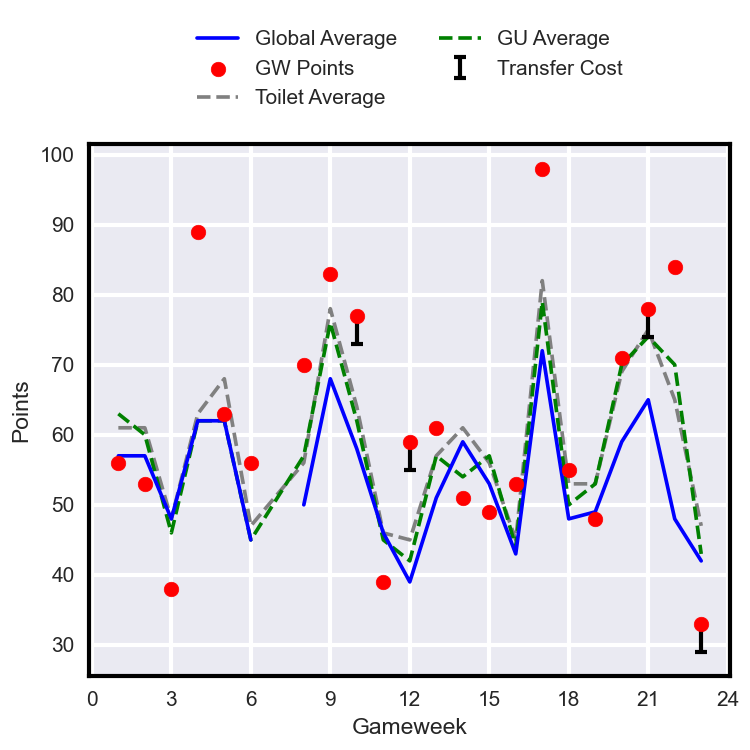 Global Average
GW Points
Toilet Average
GU Average
Transfer Cost
100
90
80
70
60
50
40
30
Points
0 3 6 9 12 15 18 21 24
Gameweek